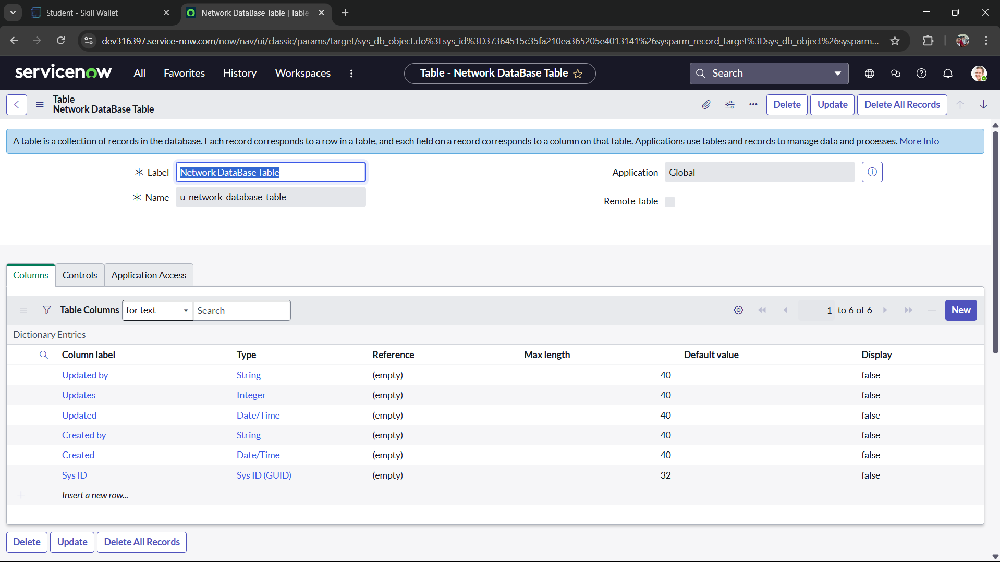 Student - Skill Wallet
Network DataBase Table | Table
dev316397.service-now.com/now/nav/ui/classic/params/target/sys_db_object.do%3Fsys_id%3D37364515c35fa210ea365205e4013141%26sysparm_record_target%3Dsys_db_object%26sysparm...
servicenow All Favorites History Workspaces Table - Network DataBase Table Search
Table
Network DataBase Table
Delete Update Delete All Records
A table is a collection of records in the database. Each record corresponds to a row in a table, and each field on a record corresponds to a column on that table. Applications use tables and records to manage data and processes. More Info
Label Network DataBase Table Application Global
Name u_network_database_table Remote Table
Columns Controls Application Access
Table Columns for text Search 1 to 6 of 6 New
Dictionary Entries
Column label Type Reference Max length Default value Display
Updated by String (empty) 40 false
Updates Integer (empty) 40 false
Updated Date/Time (empty) 40 false
Created by String (empty) 40 false
Created Date/Time (empty) 40 false
Sys ID Sys ID (GUID) (empty) 32 false
Insert a new row...
Delete Update Delete All Records